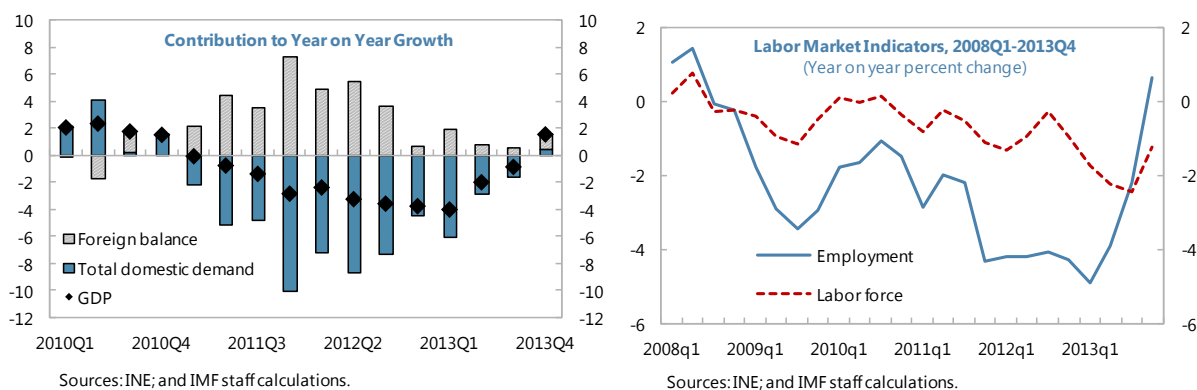 Contribution to Year on Year Growth
10
8
6
4
2
0
-2
-4
-6
-8
-10
-12
10
8
6
4
2
0
-2
-4
-6
-8
-10
-12
Foreign balance
Total domestic demand
GDP
2010Q1 2010Q4 2011Q3 2012Q2 2013Q1 2013Q4
Sources: INE; and IMF staff calculations.
Labor Market Indicators, 2008Q1-2013Q4
(Year on year percent change)
2
0
-2
-4
-6
2
0
-2
-4
-6
Employment
Labor force
2008q1 2009q1 2010q1 2011q1 2012q1 2013q1
Sources: INE; and IMF staff calculations.